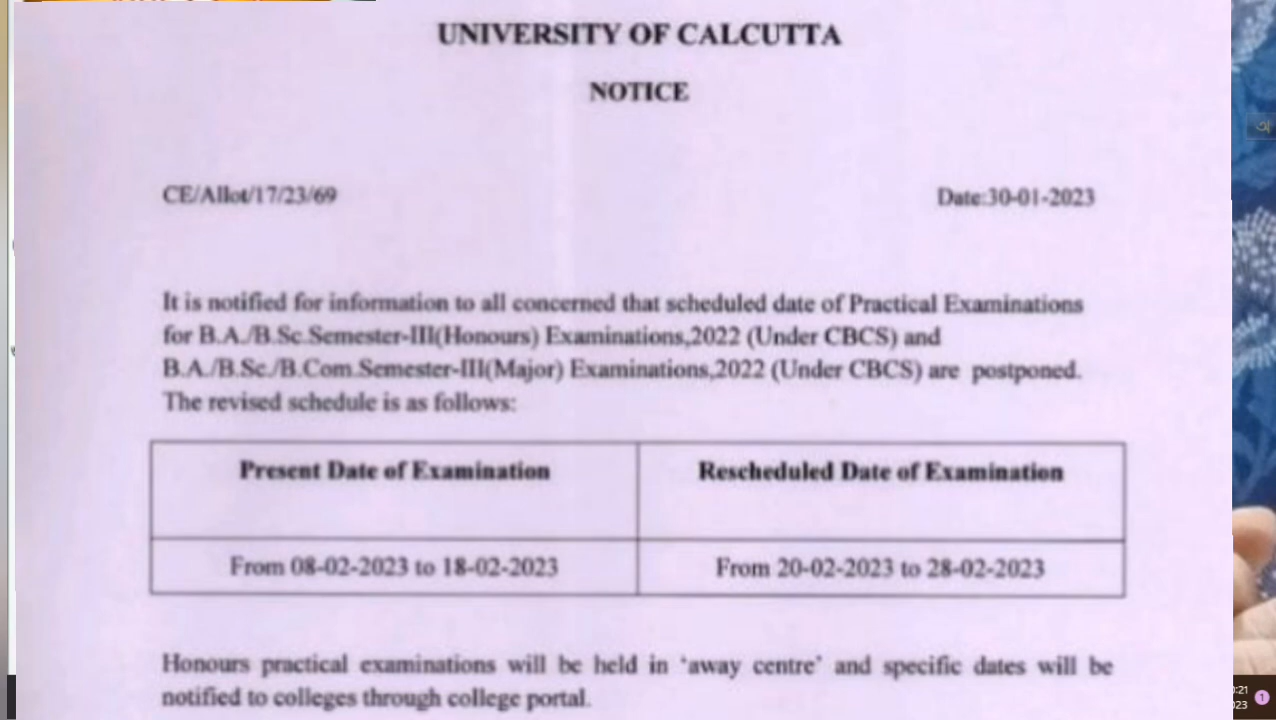 UNIVERSITY OF CALCUTTA
NOTICE
CE/Allot/17/23/69 Date:30-01-2023
It is notified for information to all concerned that scheduled date of Practical Examinations
for B.A./B.Sc.Semester-III(Honours) Examinations,2022 (Under CBCS) and
B.A./B.Sc./B.Com.Semester-III(Major) Examinations,2022 (Under CBCS) are postponed.
The revised schedule is as follows:
Present Date of Examination Rescheduled Date of Examination
From 08-02-2023 to 18-02-2023 From 20-02-2023 to 28-02-2023
Honours practical examinations will be held in 'away centre' and specific dates will be
notified to colleges through college portal.
অ
:21
1